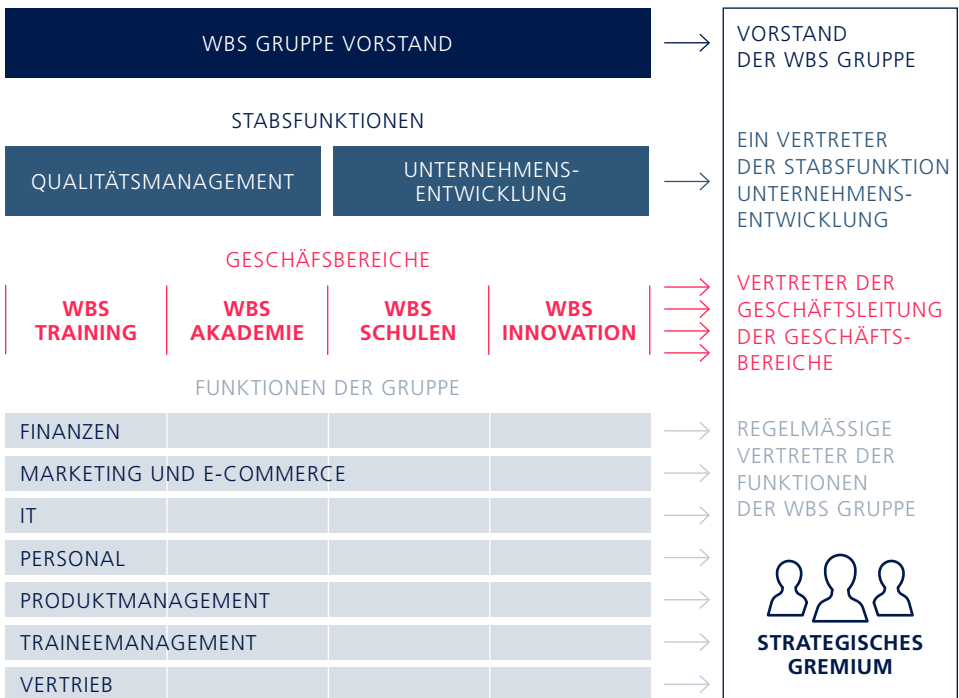 WBS GRUPPE VORSTAND
VORSTAND
DER WBS GRUPPE
STABSFUNKTIONEN
QUALITÄTSMANAGEMENT
UNTERNEHMENS-
ENTWICKLUNG
EIN VERTRETER
DER STABSFUNKTION
UNTERNEHMENS-
ENTWICKLUNG
GESCHÄFSBEREICHE
WBS
TRAINING
WBS
AKADEMIE
WBS
SCHULEN
WBS
INNOVATION
VERTRETER DER
GESCHÄFTSLEITUNG
DER GESCHÄFTS-
BEREICHE
FUNKTIONEN DER GRUPPE
FINANZEN
MARKETING UND E-COMMERCE
IT
PERSONAL
PRODUKTMANAGEMENT
TRAINEEMANAGEMENT
VERTRIEB
REGELMÄSSIGE
VERTRETER DER
FUNKTIONEN
DER WBS GRUPPE
STRATEGISCHES
GREMIUM